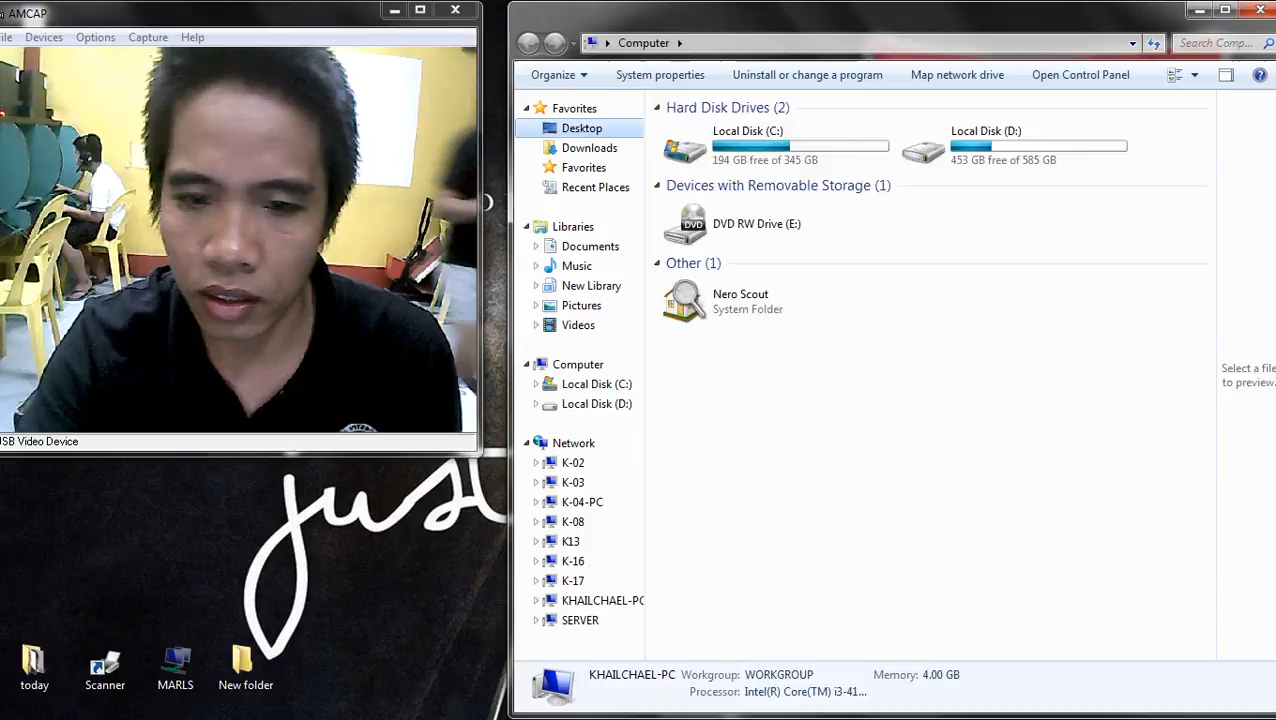 AMCAP
Devices Options Capture Help
USB Video Device
just
today
Scanner
MARLS
New folder
Computer
Search Comp...
Organize
System properties
Uninstall or change a program
Map network drive
Open Control Panel
Favorites
Desktop
Downloads
Favorites
Recent Places
Libraries
Documents
Music
New Library
Pictures
Videos
Computer
Local Disk (C:)
Local Disk (D:)
Network
K-02
K-03
K-04-PC
K-08
K13
K-16
K-17
KHAILCHAEL-PC
SERVER
Hard Disk Drives (2)
Local Disk (C:)
194 GB free of 345 GB
Local Disk (D:)
453 GB free of 585 GB
Devices with Removable Storage (1)
DVD
DVD RW Drive (E:)
Other (1)
Nero Scout
System Folder
Select a file
to preview.
KHAILCHAEL-PC Workgroup: WORKGROUP Memory: 4.00 GB
Processor: Intel(R) Core(TM) i3-41...